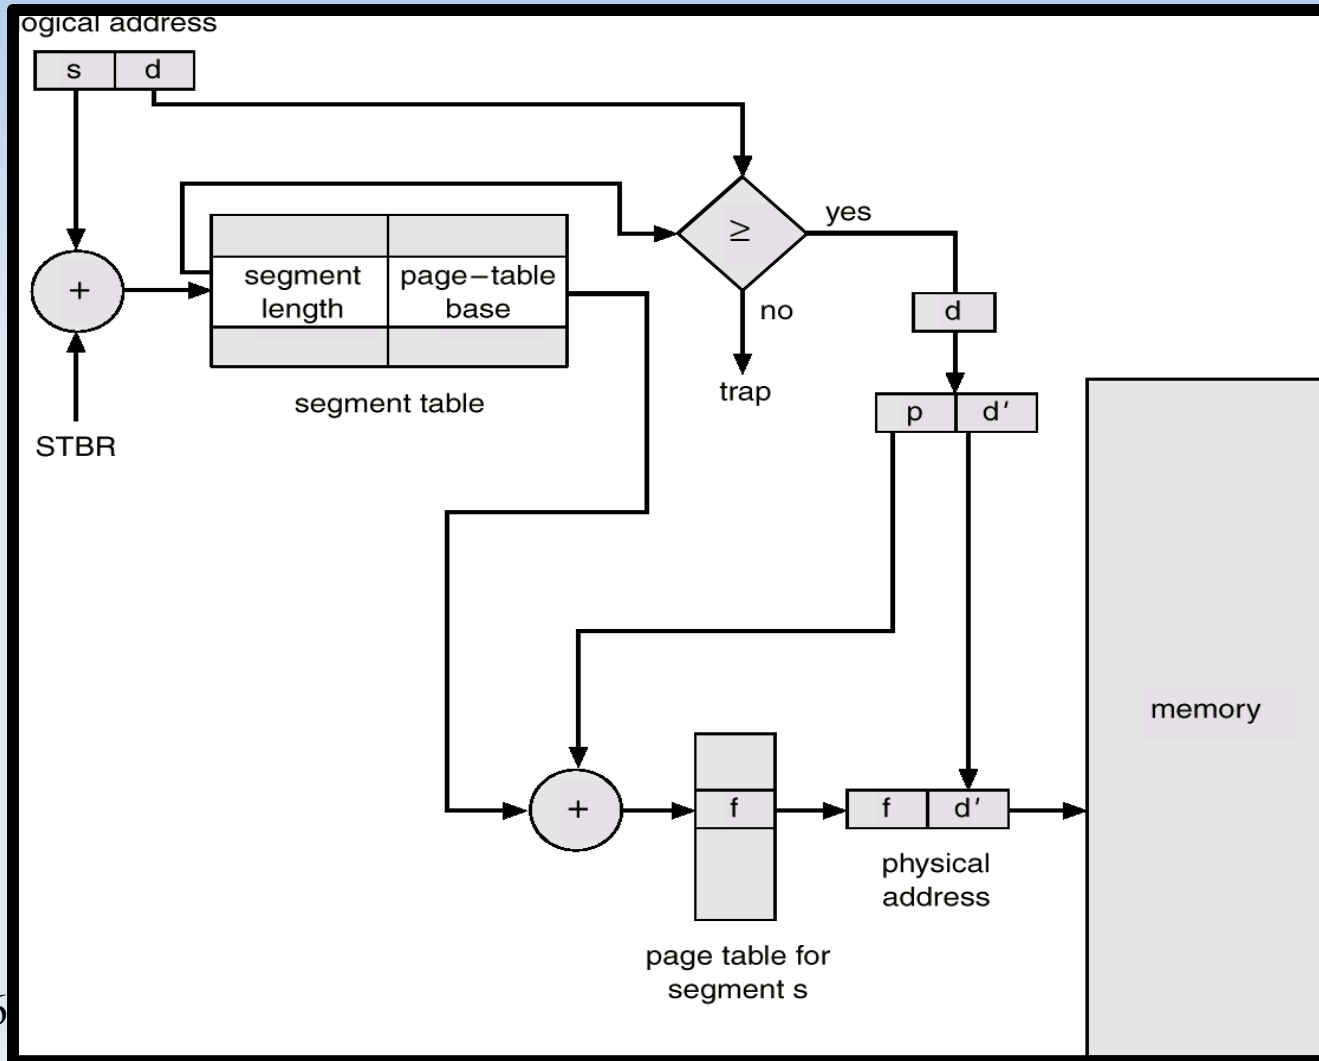 ogical address
s d
≥
yes
+
segment length
page–table base
no
d
trap
segment table
p d′
STBR
memory
+
f
f d′
physical
address
page table for
segment s
6